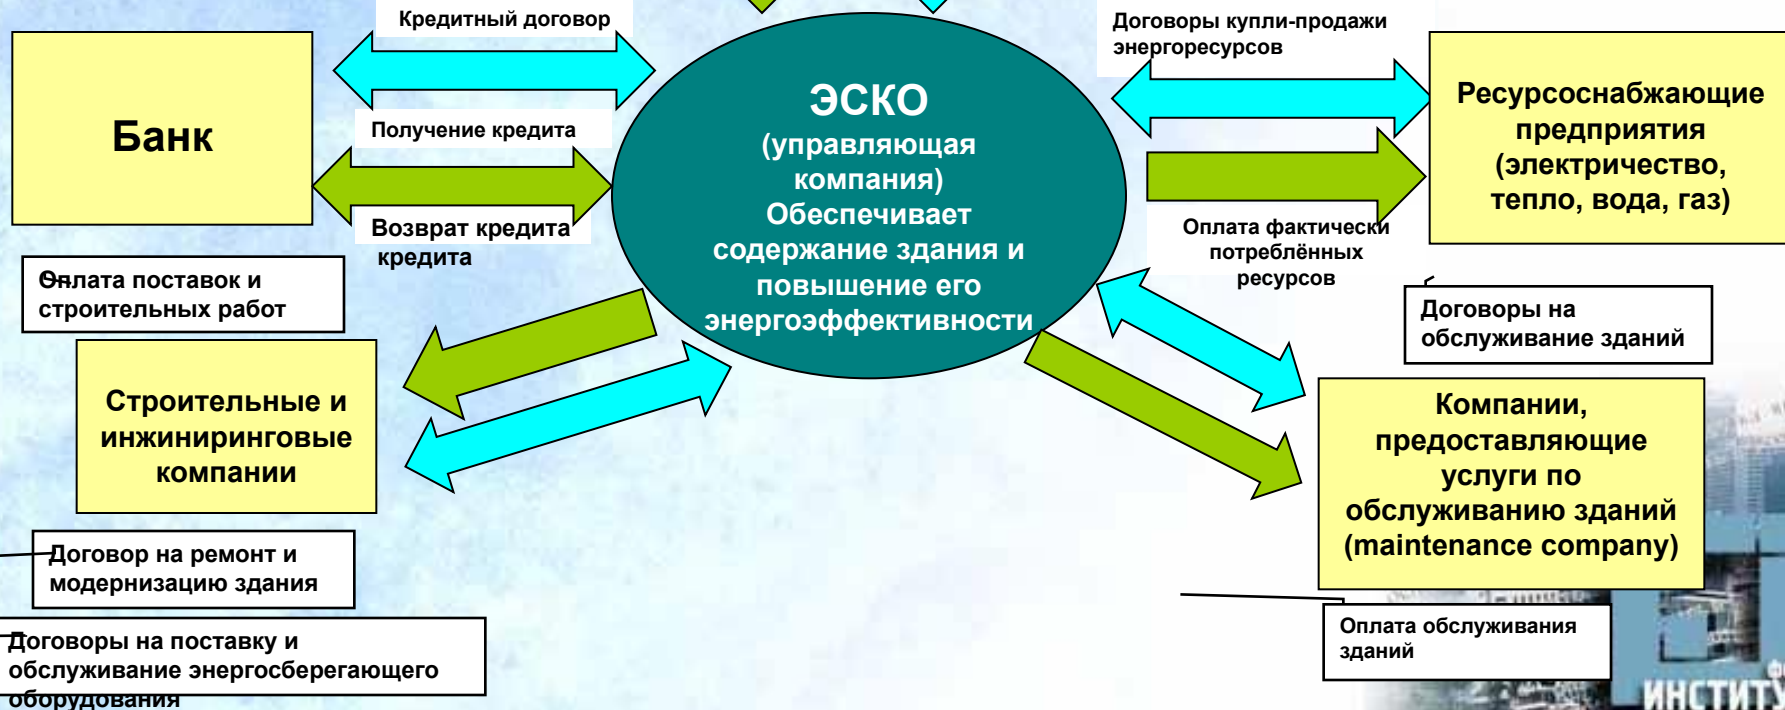 Кредитный договор
Договоры купли-продажи
энергоресурсов
Банк
Получение кредита
Возврат кредита
кредита
ЭСКО
(управляющая
компания)
Обеспечивает
содержание здания и
повышение его
энергоэффективности
Ресурсоснабжающие
предприятия
(электричество,
тепло, вода, газ)
Оплата фактически
потреблённых
ресурсов
Оплата поставок и
строительных работ
Договоры на
обслуживание зданий
Строительные и
инжиниринговые
компании
Компании,
предоставляющие
услуги по
обслуживанию зданий
(maintenance company)
Договор на ремонт и
модернизацию здания
Договоры на поставку и
обслуживание энергосберегающего
оборудования
Оплата обслуживания
зданий